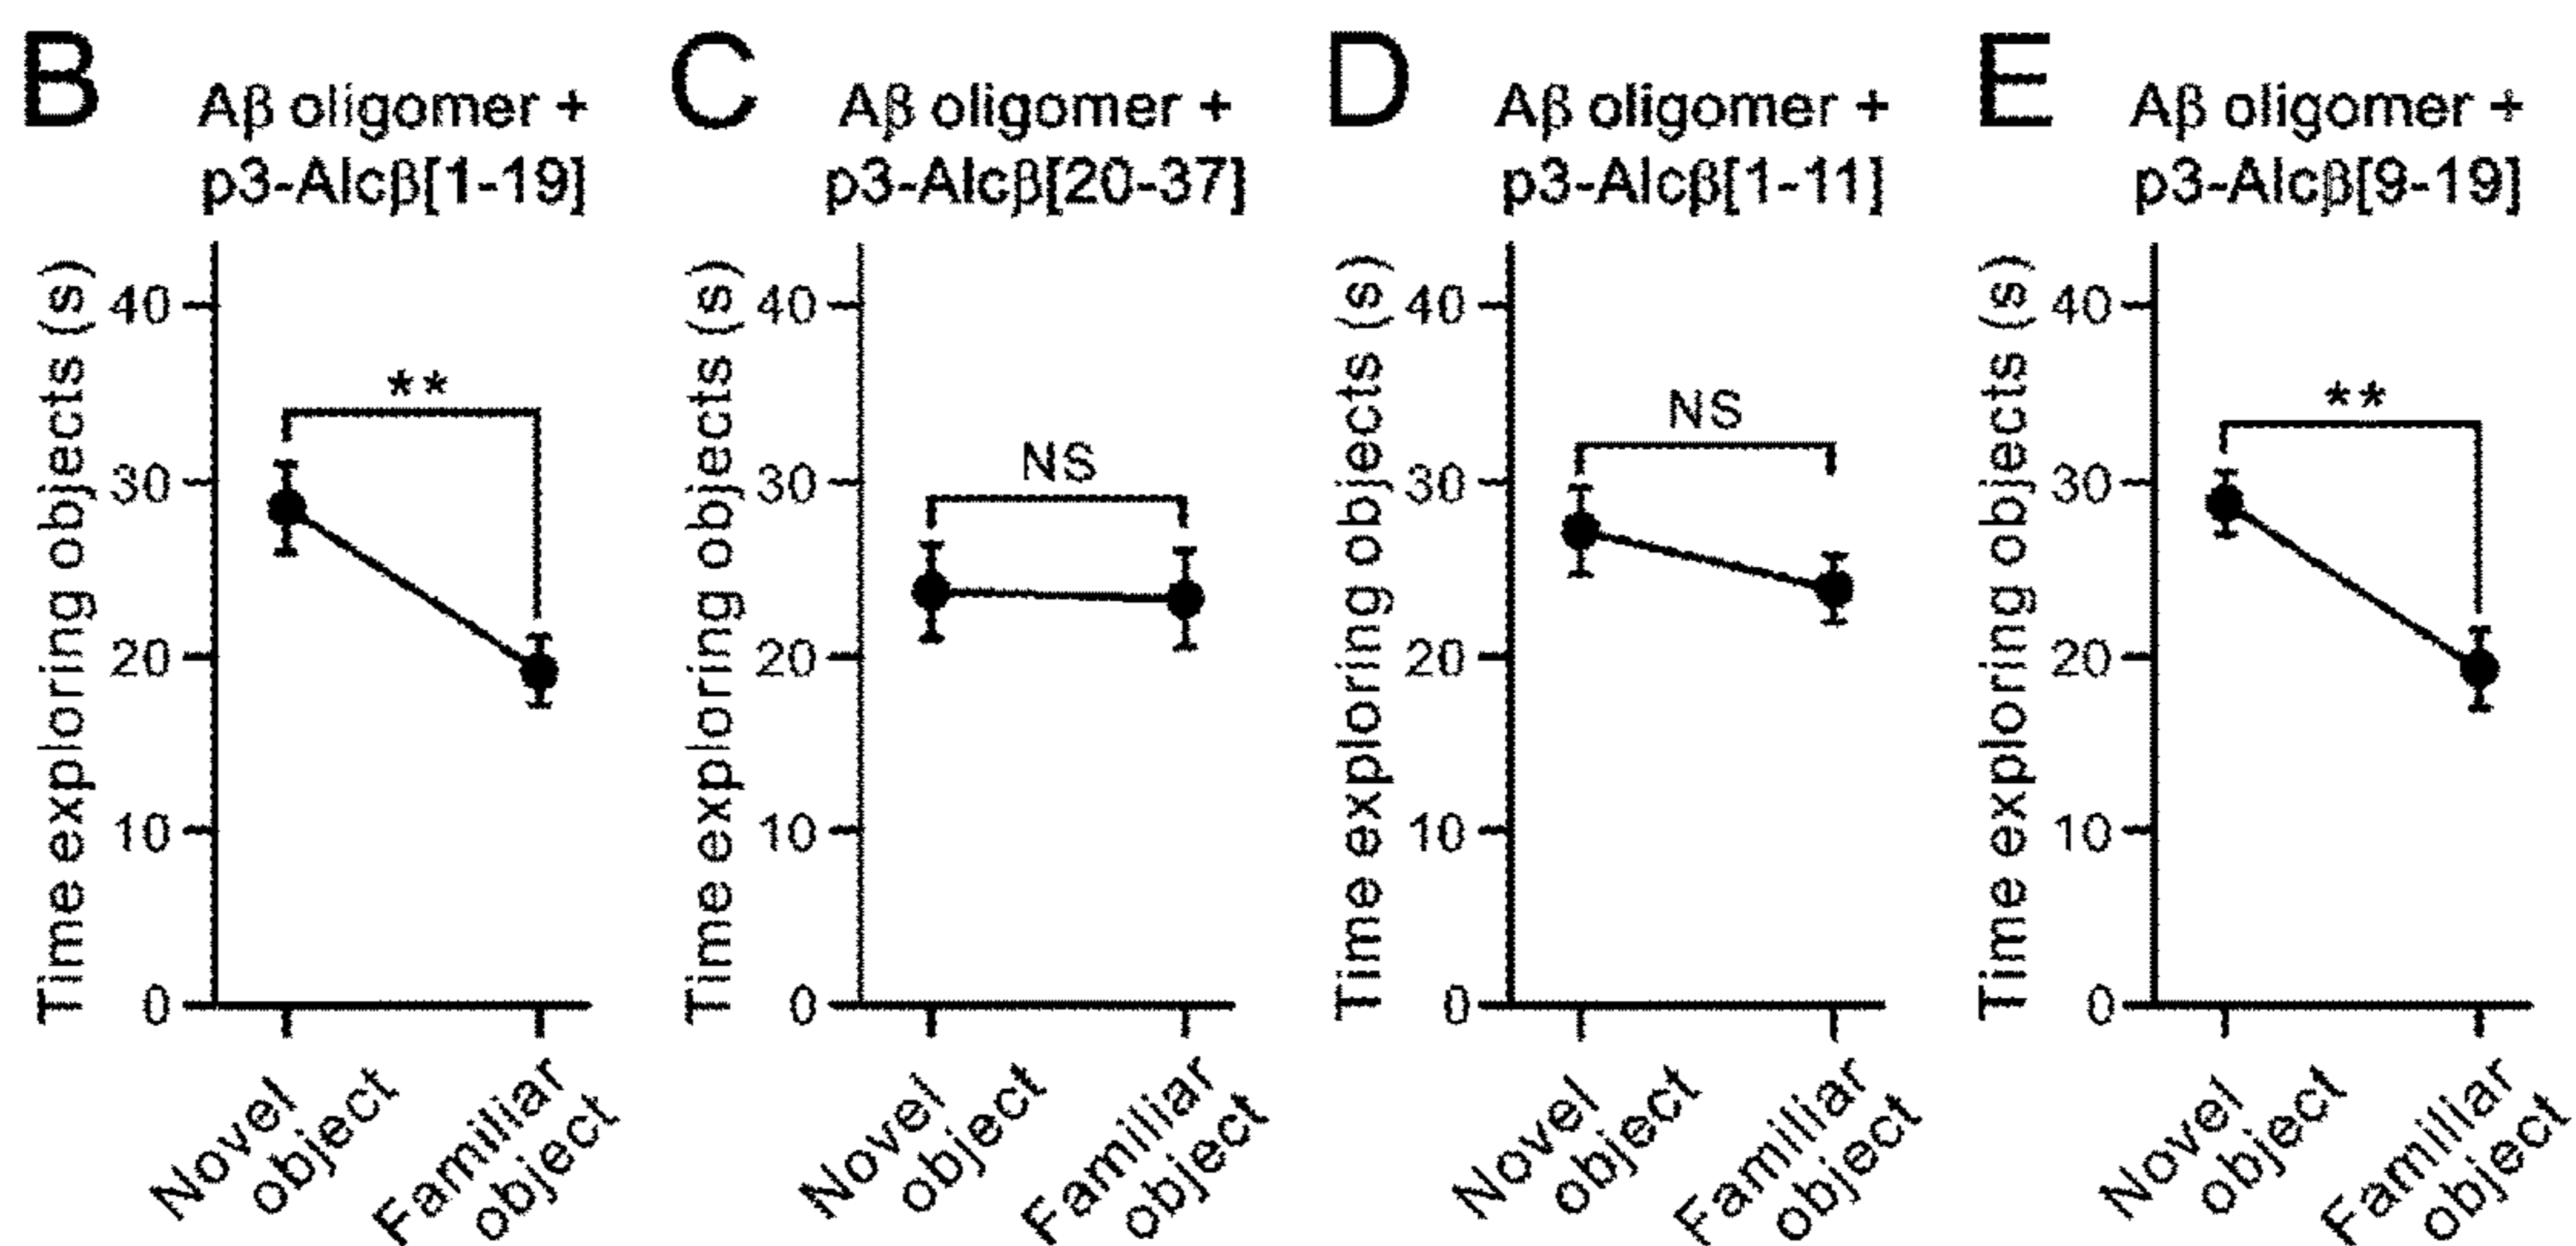 B
Aβ oligomer +
p3-Alcβ[1-19]
Time exploring objects (s)
40
30
20
10
0
**
Novel
object
Familiar
object
C
Aβ oligomer +
p3-Alcβ[20-37]
Time exploring objects (s)
40
30
20
10
0
NS
Novel
object
Familiar
object
D
Aβ oligomer +
p3-Alcβ[1-11]
Time exploring objects (s)
40
30
20
10
0
NS
Novel
object
Familiar
object
E
Aβ oligomer +
p3-Alcβ[9-19]
Time exploring objects (s)
40
30
20
10
0
**
Novel
object
Familiar
object